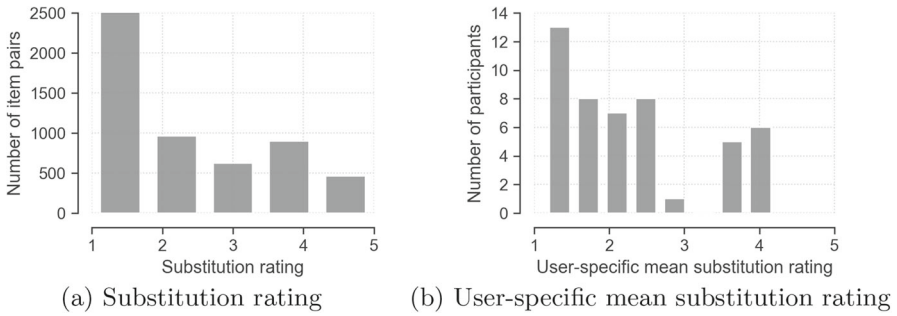 2500
2000
1500
1000
500
0
Number of item pairs
1 2 3 4 5
Substitution rating
(a) Substitution rating
14
12
10
8
6
4
2
0
Number of participants
1 2 3 4 5
User-specific mean substitution rating
(b) User-specific mean substitution rating